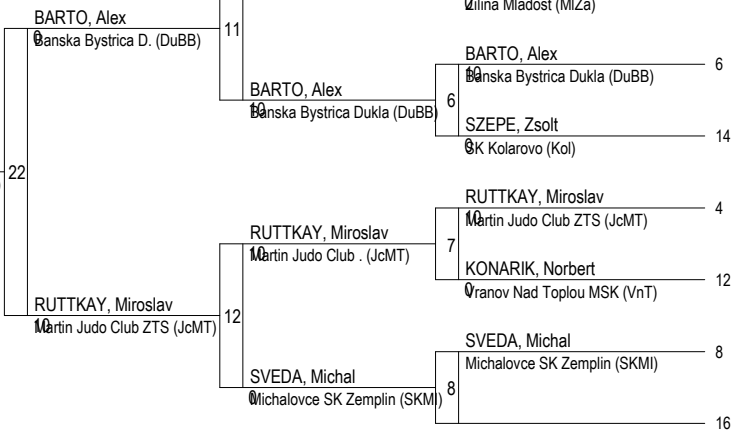 Zilina Mladost (MlZa)
BARTO, Alex
0
Banska Bystrica D. (DuBB)
11
BARTO, Alex
10
Banska Bystrica Dukla (DuBB)
6
BARTO, Alex
10
Banska Bystrica Dukla (DuBB)
6
SZEPE, Zsolt
0
SK Kolarovo (Kol)
14
22
RUTTKAY, Miroslav
10
Martin Judo Club ZTS (JcMT)
4
RUTTKAY, Miroslav
10
Martin Judo Club . (JcMT)
7
KONARIK, Norbert
0
Vranov Nad Toplou MSK (VnT)
12
RUTTKAY, Miroslav
10
Martin Judo Club ZTS (JcMT)
12
SVEDA, Michal
Michalovce SK Zemplin (SKMI)
8
SVEDA, Michal
0
Michalovce SK Zemplin (SKMI)
8
16